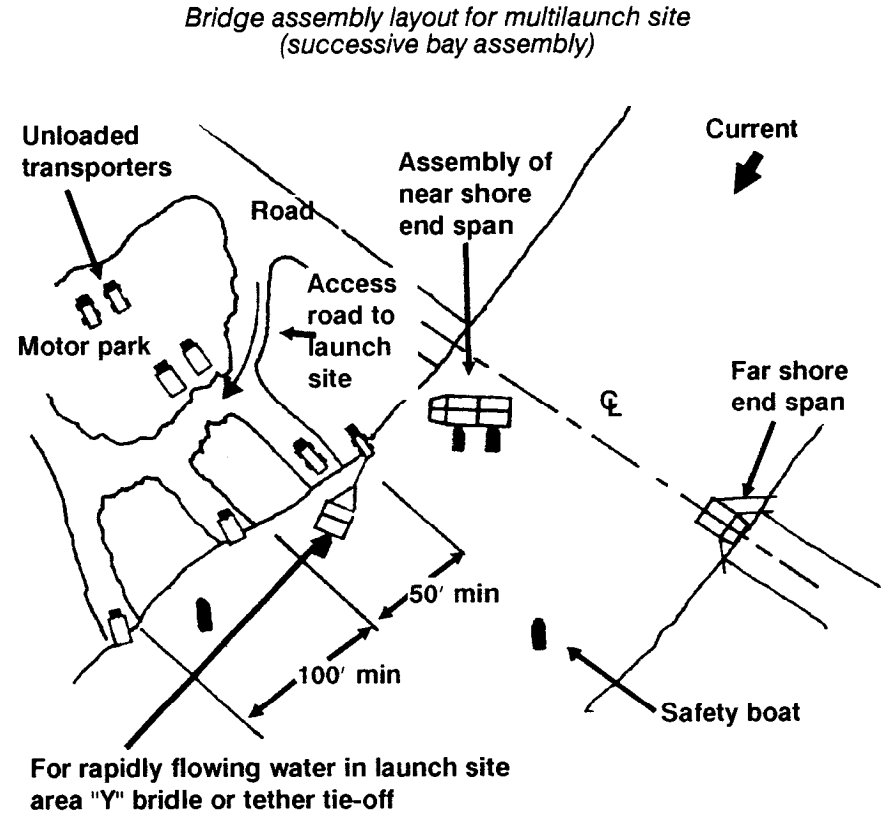 Bridge assembly layout for multilaunch site
(successive bay assembly)
Unloaded
transporters
Road
Assembly of
near shore
end span
Current
Access
road to
launch
site
Motor park
℄
Far shore
end span
50' min
100' min
Safety boat
For rapidly flowing water in launch site
area "Y" bridle or tether tie-off